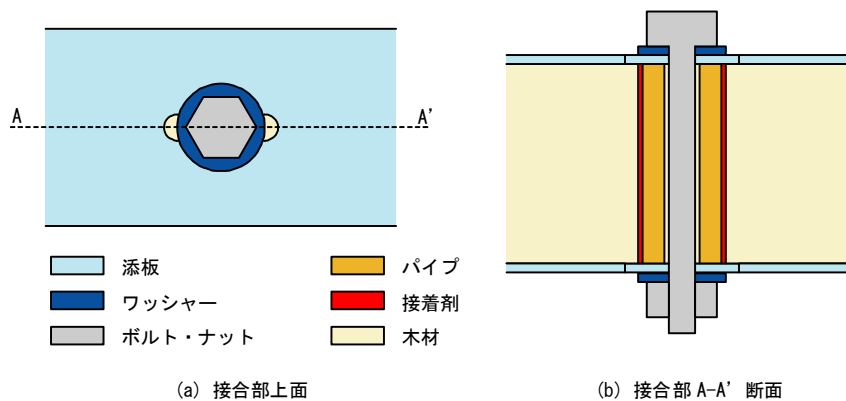 A
A'
添板
パイプ
ワッシャー
接着剤
ボルト・ナット
木材
(a) 接合部上面
(b) 接合部 A-A' 断面